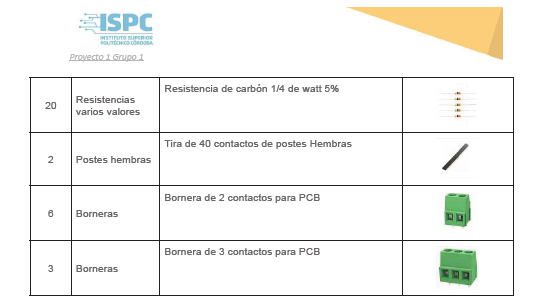 ISPC
INSTITUTO SUPERIOR
POLITÉCNICO CÓRDOBA
Proyecto 1 Grupo 1
20
Resistencias
varios valores
Resistencia de carbón 1/4 de watt 5%
2
Postes hembras
Tira de 40 contactos de postes Hembras
6
Borneras
Bornera de 2 contactos para PCB
3
Borneras
Bornera de 3 contactos para PCB